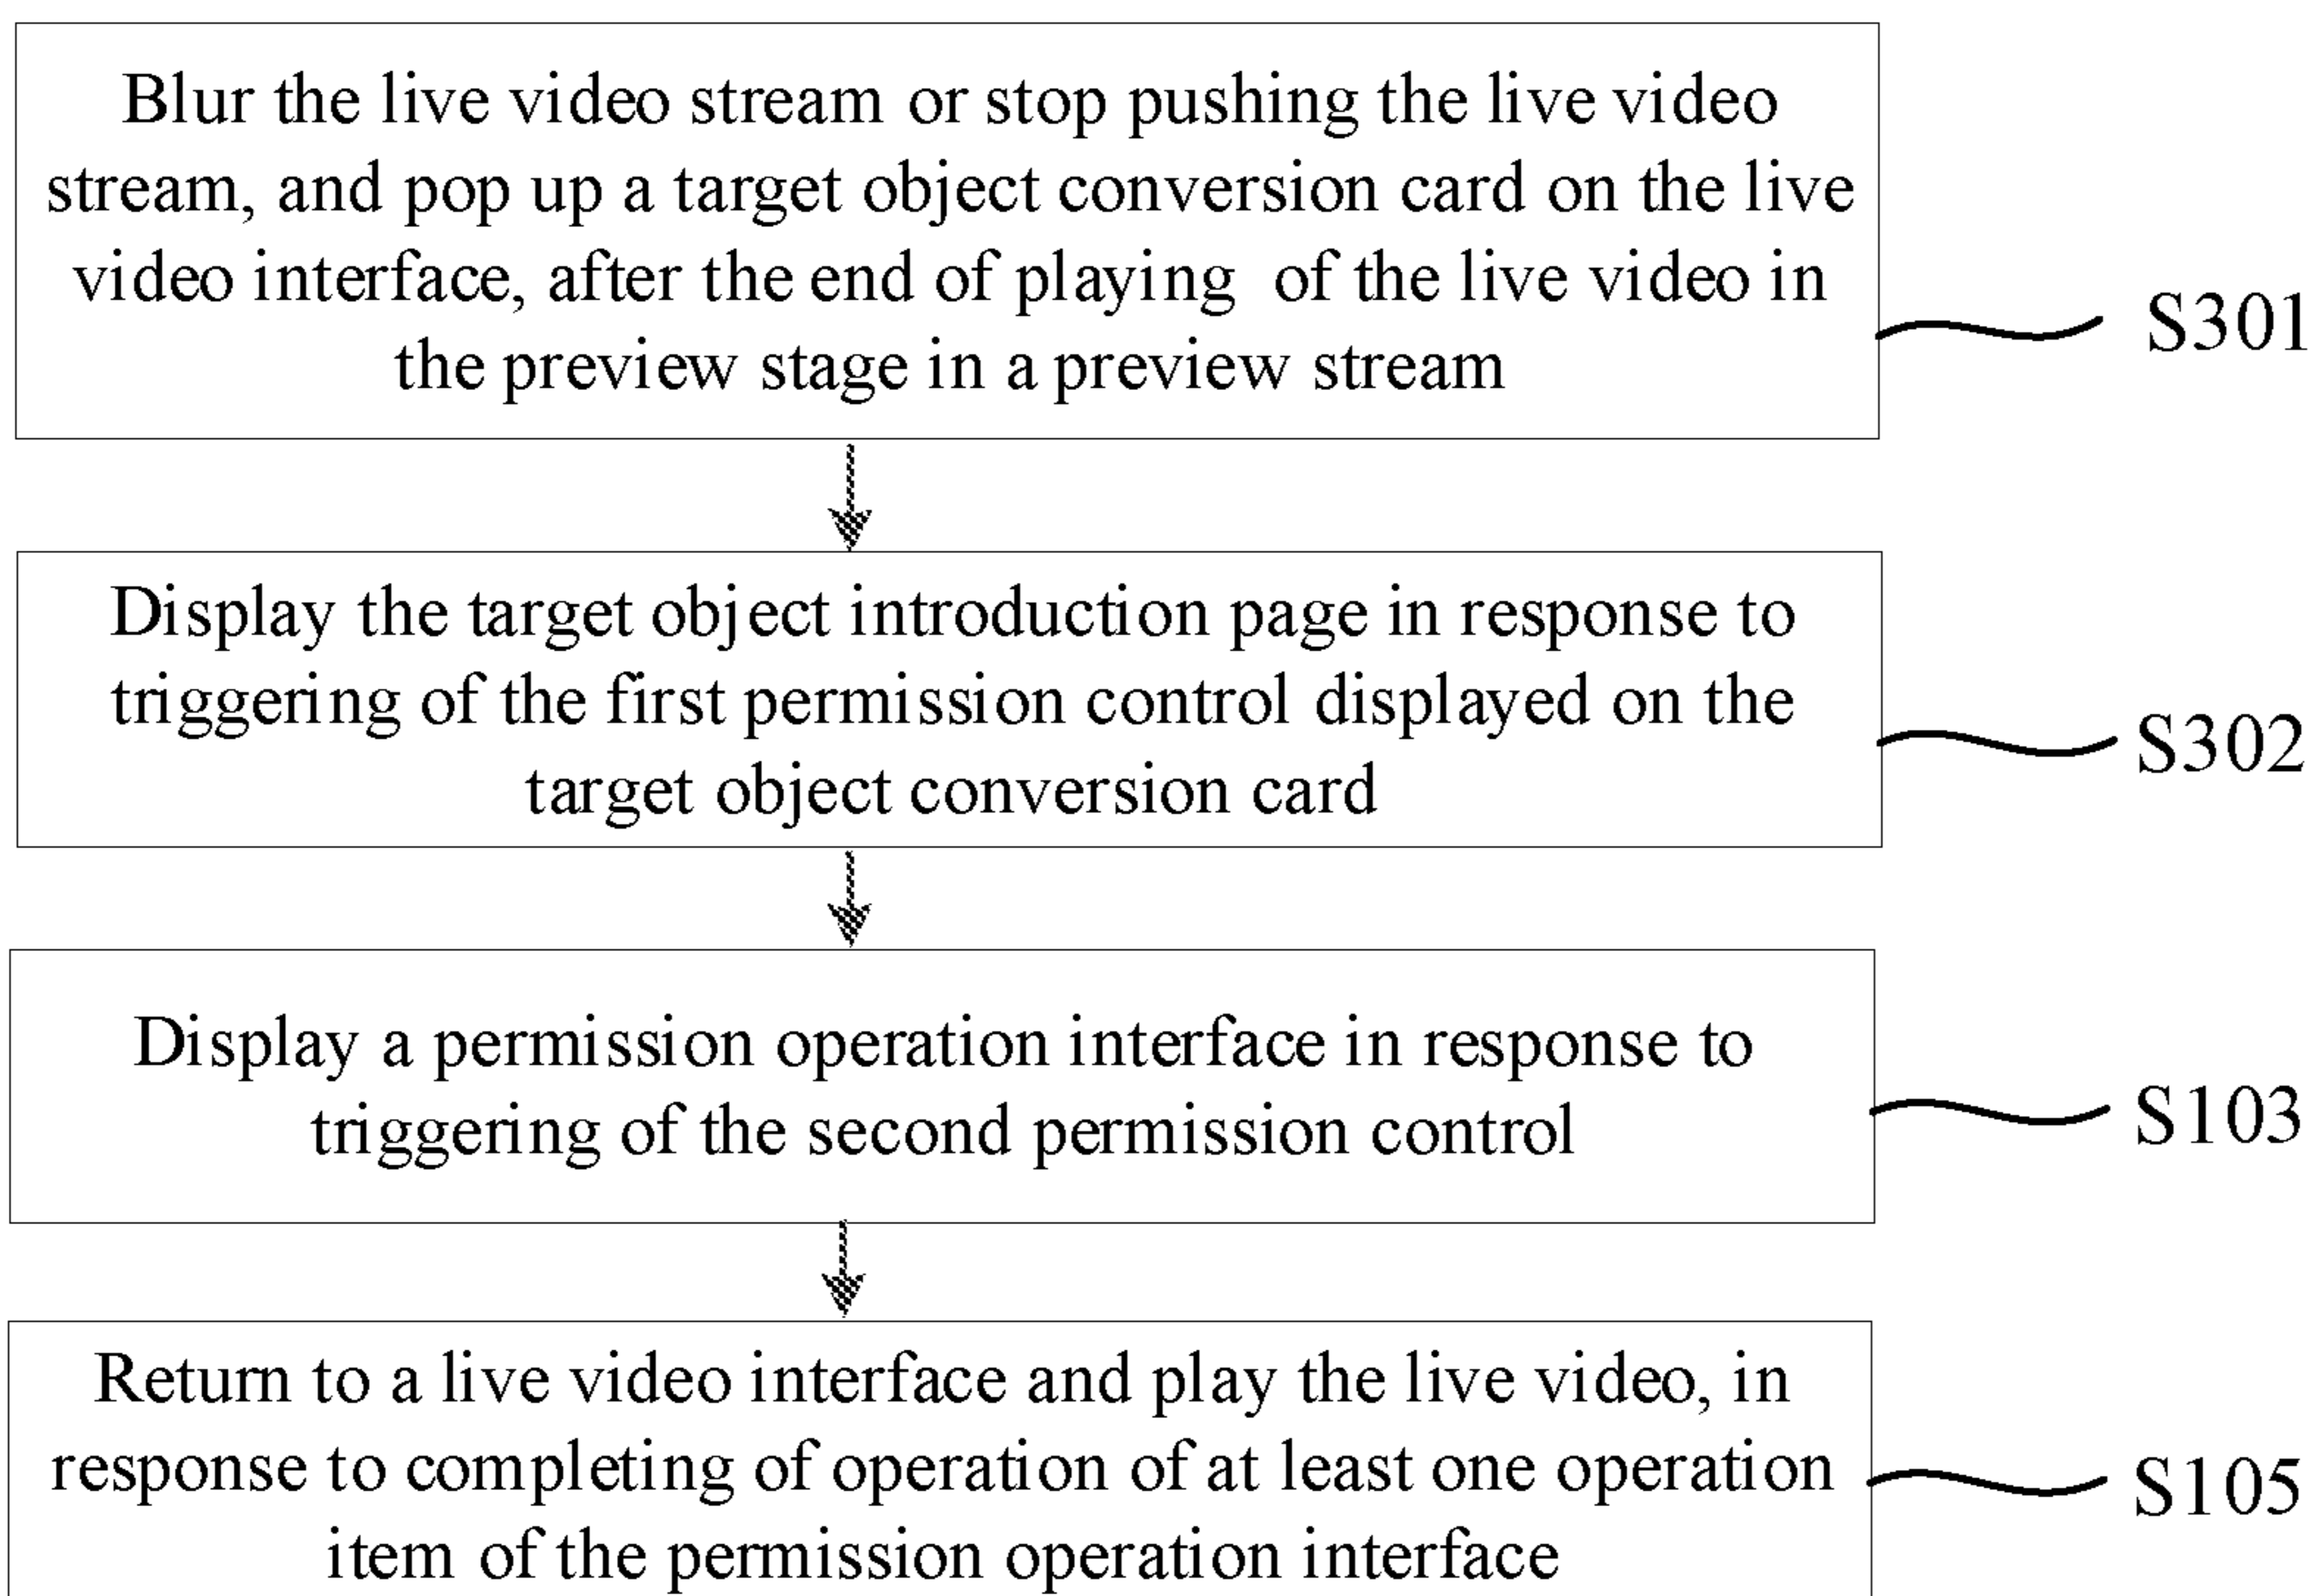 Blur the live video stream or stop pushing the live video
stream, and pop up a target object conversion card on the live
video interface, after the end of playing of the live video in
the preview stage in a preview stream
S301
Display the target object introduction page in response to
triggering of the first permission control displayed on the
target object conversion card
S302
Display a permission operation interface in response to
triggering of the second permission control
S103
Return to a live video interface and play the live video, in
response to completing of operation of at least one operation
item of the permission operation interface
S105